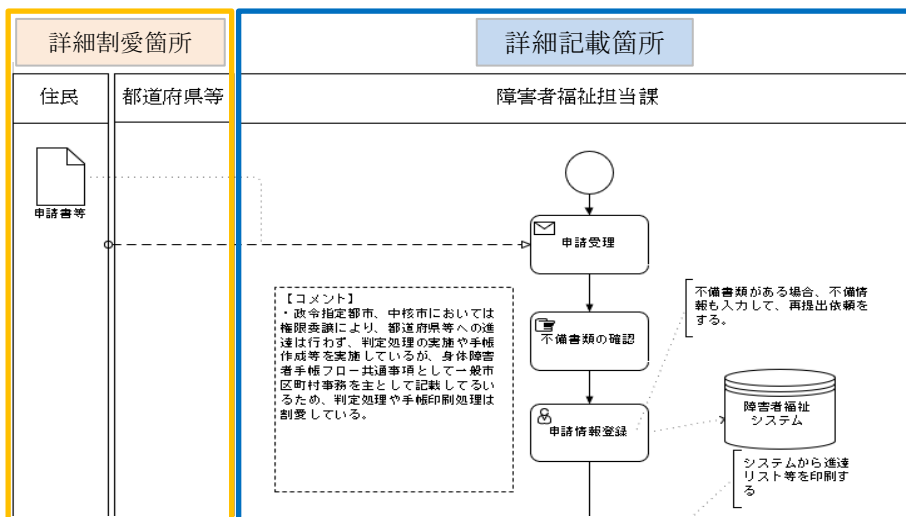 詳細割愛箇所
詳細記載箇所
住民
都道府県等
障害者福祉担当課
申請書等
申請受理
【コメント】
・政令指定都市、中核市においては
権限委譲により、都道府県等への進
達は行わず、判定処理の実施や手帳
作成等を実施しているが、身体障害
者手帳フロー共通事項として一般市
区町村事務を主として記載してるい
るため、判定処理や手帳印刷処理は
割愛している。
不備書類の確認
不備書類がある場合、不備情
報も入力して、再提出依頼を
する。
申請情報登録
障害者福祉
システム
システムから進達
リスト等を印刷す
る